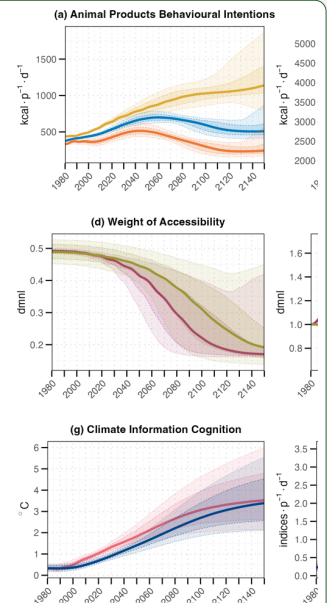 (a) Animal Products Behavioural Intentions
kcal · p⁻¹ · d⁻¹
1500
1000
500
1980 2000 2020 2040 2060 2080 2100 2120 2140
kcal · p⁻¹ · d⁻¹
5000
4500
4000
3500
3000
2500
2000
(d) Weight of Accessibility
dmnl
0.5
0.4
0.3
0.2
1980 2000 2020 2040 2060 2080 2100 2120 2140
dmnl
1.6
1.4
1.2
1.0
0.8
1980
(g) Climate Information Cognition
°C
6
5
4
3
2
1
0
1980 2000 2020 2040 2060 2080 2100 2120 2140
indices · p⁻¹ · d⁻¹
3.5
3.0
2.5
2.0
1.5
1.0
0.5
0.0